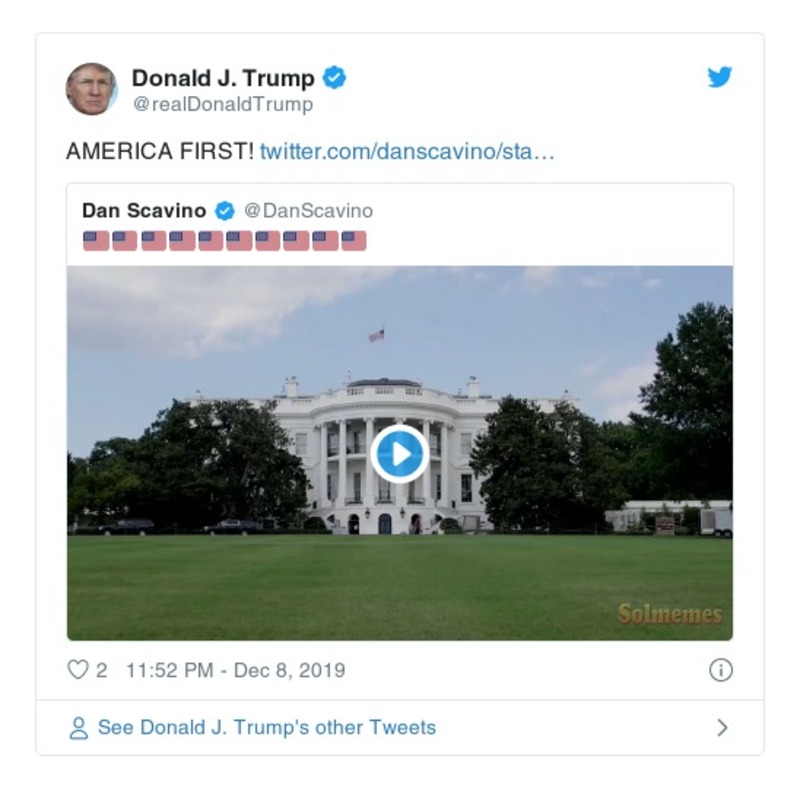 Donald J. Trump
@realDonaldTrump
AMERICA FIRST! twitter.com/danscavino/sta…
Dan Scavino @DanScavino
🇺🇸🇺🇸🇺🇸🇺🇸🇺🇸🇺🇸🇺🇸🇺🇸🇺🇸🇺🇸
Solmemes
2 11:52 PM - Dec 8, 2019
See Donald J. Trump's other Tweets